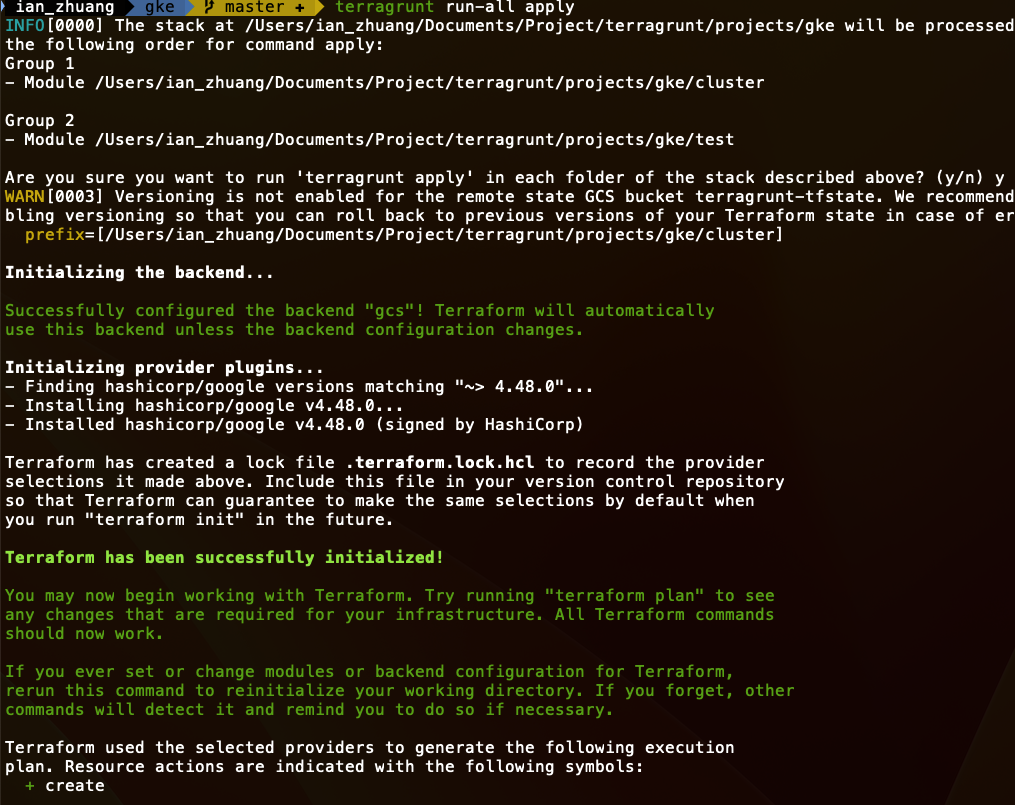 ian_zhuang gke master + terragrunt run-all apply
INFO[0000] The stack at /Users/ian_zhuang/Documents/Project/terragrunt/projects/gke will be processed
the following order for command apply:
Group 1
- Module /Users/ian_zhuang/Documents/Project/terragrunt/projects/gke/cluster
Group 2
- Module /Users/ian_zhuang/Documents/Project/terragrunt/projects/gke/test
Are you sure you want to run 'terragrunt apply' in each folder of the stack described above? (y/n) y
WARN[0003] Versioning is not enabled for the remote state GCS bucket terragrunt-tfstate. We recommend
bling versioning so that you can roll back to previous versions of your Terraform state in case of er
prefix=[/Users/ian_zhuang/Documents/Project/terragrunt/projects/gke/cluster]
Initializing the backend...
Successfully configured the backend "gcs"! Terraform will automatically
use this backend unless the backend configuration changes.
Initializing provider plugins...
- Finding hashicorp/google versions matching "~> 4.48.0"...
- Installing hashicorp/google v4.48.0...
- Installed hashicorp/google v4.48.0 (signed by HashiCorp)
Terraform has created a lock file .terraform.lock.hcl to record the provider
selections it made above. Include this file in your version control repository
so that Terraform can guarantee to make the same selections by default when
you run "terraform init" in the future.
Terraform has been successfully initialized!
You may now begin working with Terraform. Try running "terraform plan" to see
any changes that are required for your infrastructure. All Terraform commands
should now work.
If you ever set or change modules or backend configuration for Terraform,
rerun this command to reinitialize your working directory. If you forget, other
commands will detect it and remind you to do so if necessary.
Terraform used the selected providers to generate the following execution
plan. Resource actions are indicated with the following symbols:
+ create